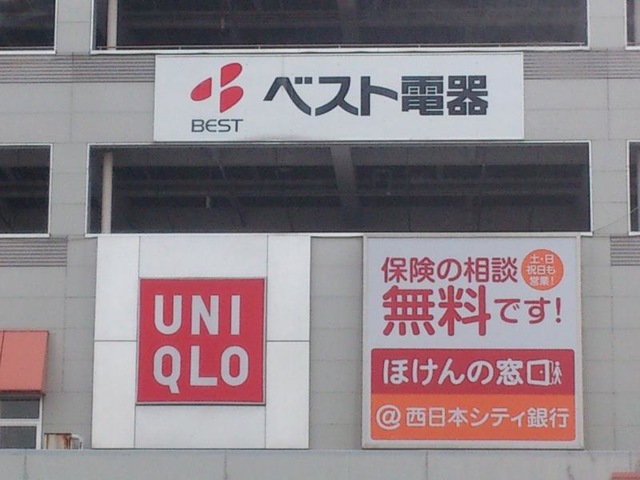 ベスト電器
BEST
UNI
QLO
保険の相談
土・日
祝日も
営業!
無料です!
ほけんの窓口
@西日本シティ銀行